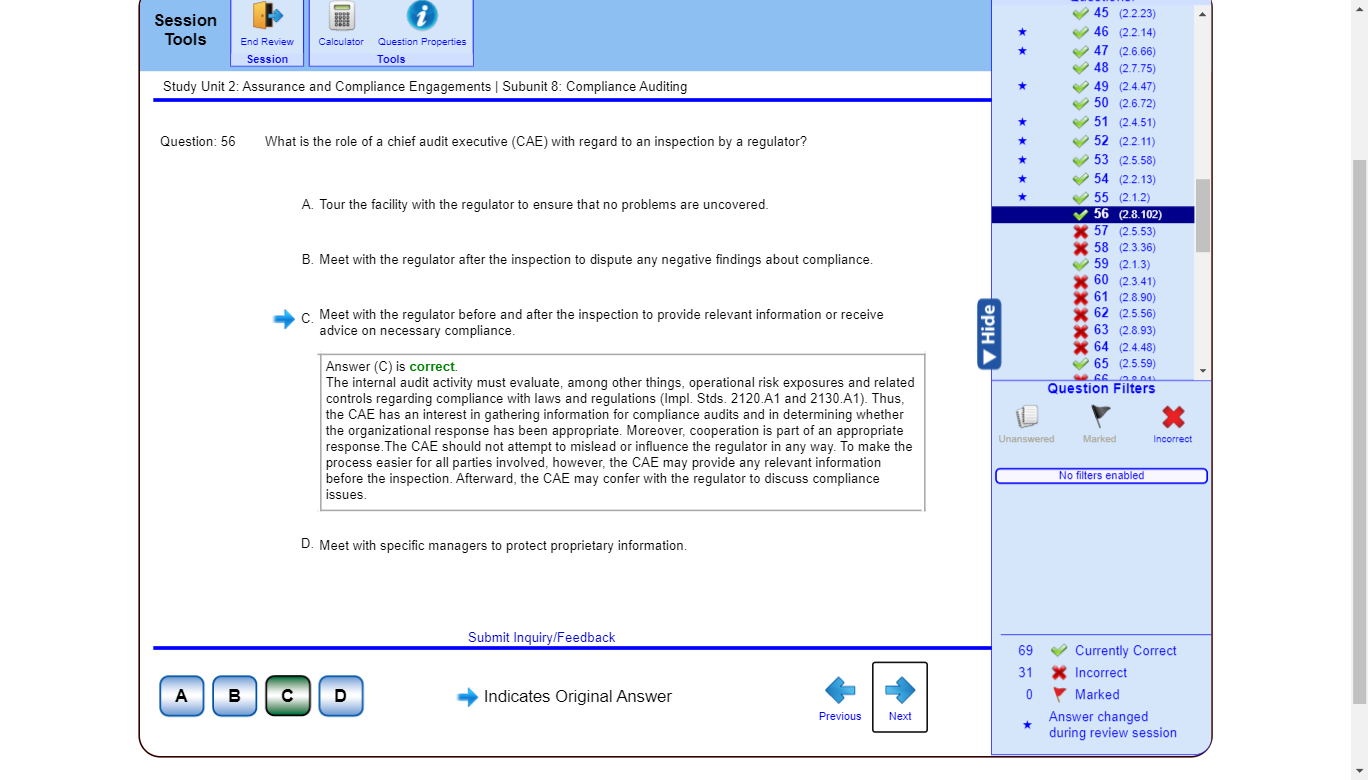 Session
Tools
End Review
Session
Calculator
Question Properties
Tools
Study Unit 2: Assurance and Compliance Engagements | Subunit 8: Compliance Auditing
Question: 56 What is the role of a chief audit executive (CAE) with regard to an inspection by a regulator?
A. Tour the facility with the regulator to ensure that no problems are uncovered.
B. Meet with the regulator after the inspection to dispute any negative findings about compliance.
C. Meet with the regulator before and after the inspection to provide relevant information or receive
advice on necessary compliance.
Answer (C) is correct.
The internal audit activity must evaluate, among other things, operational risk exposures and related
controls regarding compliance with laws and regulations (Impl. Stds. 2120.A1 and 2130.A1). Thus,
the CAE has an interest in gathering information for compliance audits and in determining whether
the organizational response has been appropriate. Moreover, cooperation is part of an appropriate
response.The CAE should not attempt to mislead or influence the regulator in any way. To make the
process easier for all parties involved, however, the CAE may provide any relevant information
before the inspection. Afterward, the CAE may confer with the regulator to discuss compliance
issues.
D. Meet with specific managers to protect proprietary information.
Submit Inquiry/Feedback
A B C D
Indicates Original Answer
Previous
Next
45 (2.2.23)
46 (2.2.14)
47 (2.6.66)
48 (2.7.75)
49 (2.4.47)
50 (2.6.72)
51 (2.4.51)
52 (2.2.11)
53 (2.5.58)
54 (2.2.13)
55 (2.1.2)
56 (2.8.102)
57 (2.5.53)
58 (2.3.36)
59 (2.1.3)
60 (2.3.41)
61 (2.8.90)
62 (2.5.56)
63 (2.8.93)
64 (2.4.48)
65 (2.5.59)
66 (2.8.91)
Hide
Question Filters
Unanswered
Marked
Incorrect
No filters enabled
69 Currently Correct
31 Incorrect
0 Marked
Answer changed
during review session